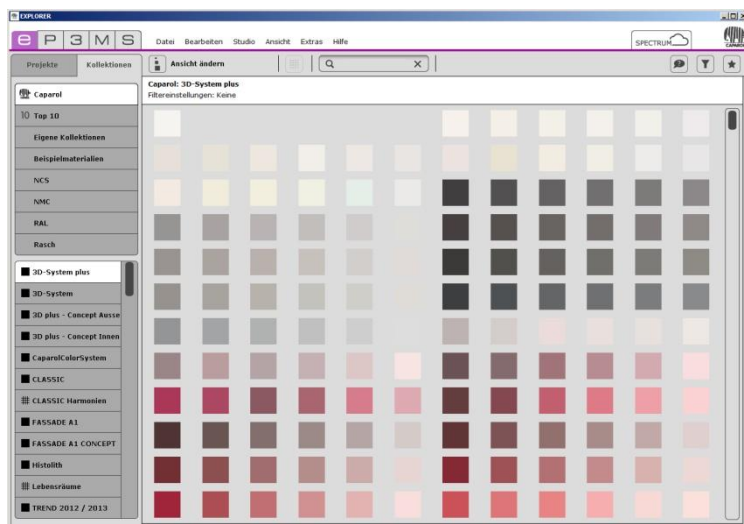 EXPLORER
e P 3 M S
Datei Bearbeiten Studio Ansicht Extras Hilfe
SPECTRUM
CAPAROL
Projekte Kollektionen
Ansicht ändern
Caparol
Caparol: 3D-System plus
Filtereinstellungen: Keine
10 Top 10
Eigene Kollektionen
Beispielmaterialien
NCS
NMC
RAL
Rasch
3D-System plus
3D-System
3D plus - Concept Ausse
3D plus - Concept Innen
CaparolColorSystem
CLASSIC
CLASSIC Harmonien
FASSADE A1
FASSADE A1 CONCEPT
Histolith
Lebensräume
TREND 2012 / 2013